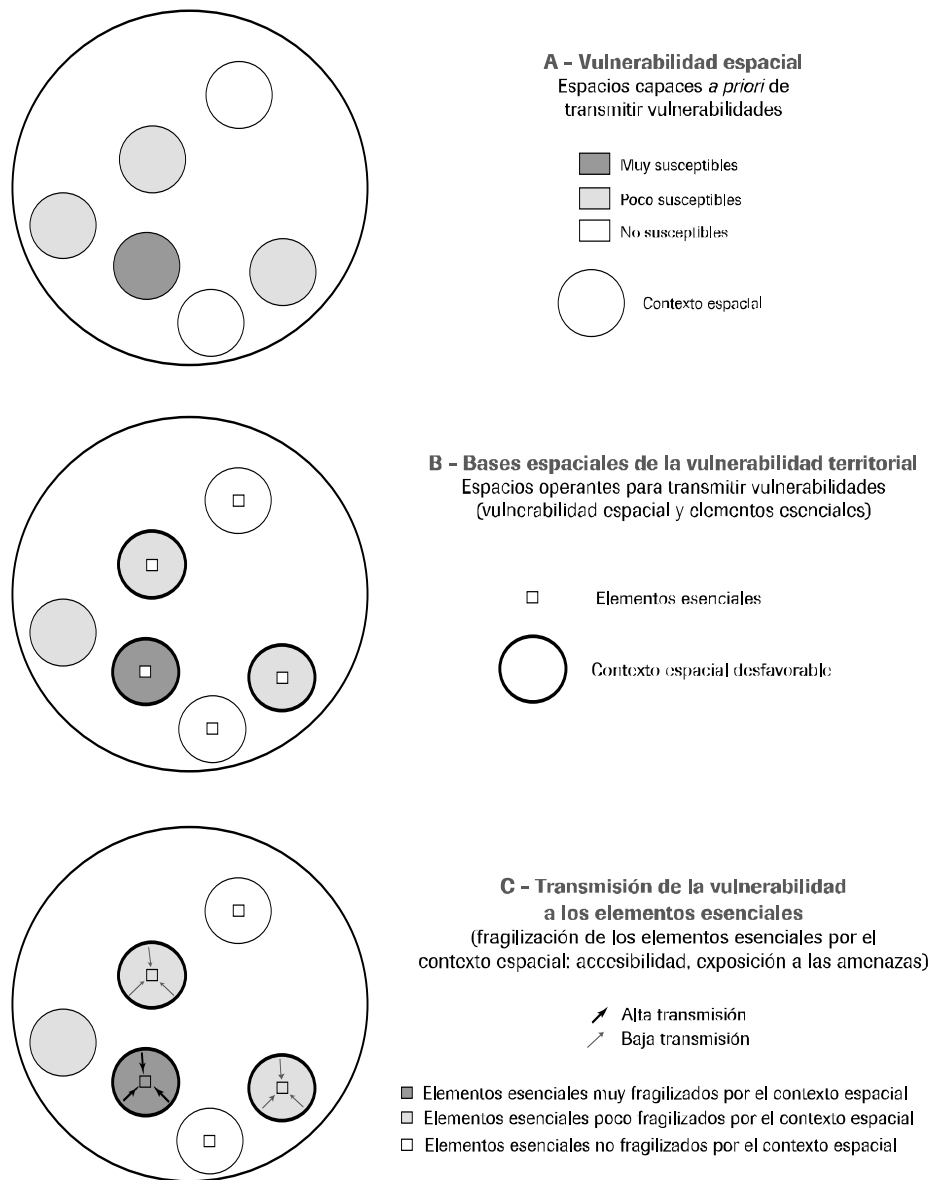 A - Vulnerabilidad espacial
Espacios capaces a priori de
transmitir vulnerabilidades
Muy susceptibles
Poco susceptibles
No susceptibles
Contexto espacial
B - Bases espaciales de la vulnerabilidad territorial
Espacios operantes para transmitir vulnerabilidades
(vulnerabilidad espacial y elementos esenciales)
Elementos esenciales
Contexto espacial desfavorable
C - Transmisión de la vulnerabilidad
a los elementos esenciales
(fragilización de los elementos esenciales por el
contexto espacial: accesibilidad, exposición a las amenazas)
Alta transmisión
Baja transmisión
Elementos esenciales muy fragilizados por el contexto espacial
Elementos esenciales poco fragilizados por el contexto espacial
Elementos esenciales no fragilizados por el contexto espacial